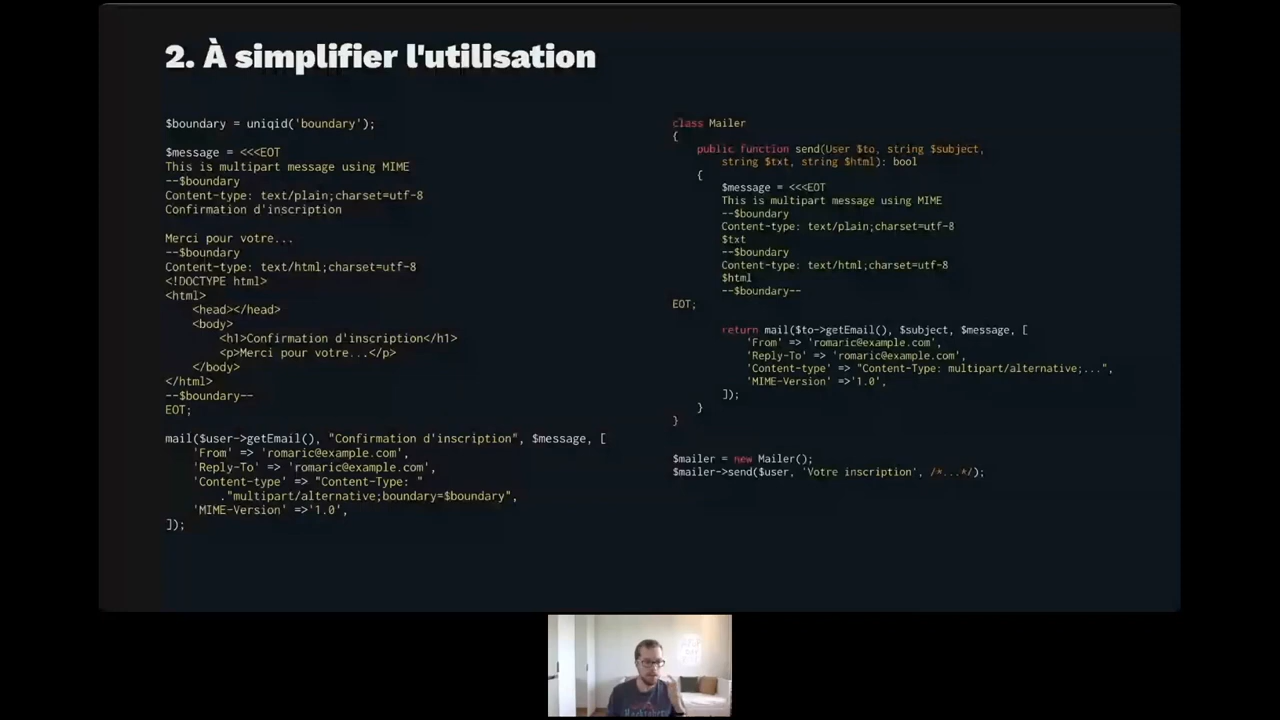 2. À simplifier l'utilisation
$boundary = uniqid('boundary');
$message = <<<EOT
This is multipart message using MIME
--$boundary
Content-type: text/plain;charset=utf-8
Confirmation d'inscription
Merci pour votre...
--$boundary
Content-type: text/html;charset=utf-8
<!DOCTYPE html>
<html>
<head></head>
<body>
<h1>Confirmation d'inscription</h1>
<p>Merci pour votre...</p>
</body>
</html>
--$boundary--
EOT;
mail($user->getEmail(), "Confirmation d'inscription", $message, [
'From' => 'romaric@example.com',
'Reply-To' => 'romaric@example.com',
'Content-type' => "Content-Type: "
."multipart/alternative;boundary=$boundary",
'MIME-Version' =>'1.0',
]);
class Mailer
{
public function send(User $to, string $subject,
string $txt, string $html): bool
{
$message = <<<EOT
This is multipart message using MIME
--$boundary
Content-type: text/plain;charset=utf-8
$txt
--$boundary
Content-type: text/html;charset=utf-8
$html
--$boundary--
EOT;
return mail($to->getEmail(), $subject, $message, [
'From' => 'romaric@example.com',
'Reply-To' => 'romaric@example.com',
'Content-type' => "Content-Type: multipart/alternative;...",
'MIME-Version' =>'1.0',
]);
}
}
$mailer = new Mailer();
$mailer->send($user, 'Votre inscription', /*...*/);